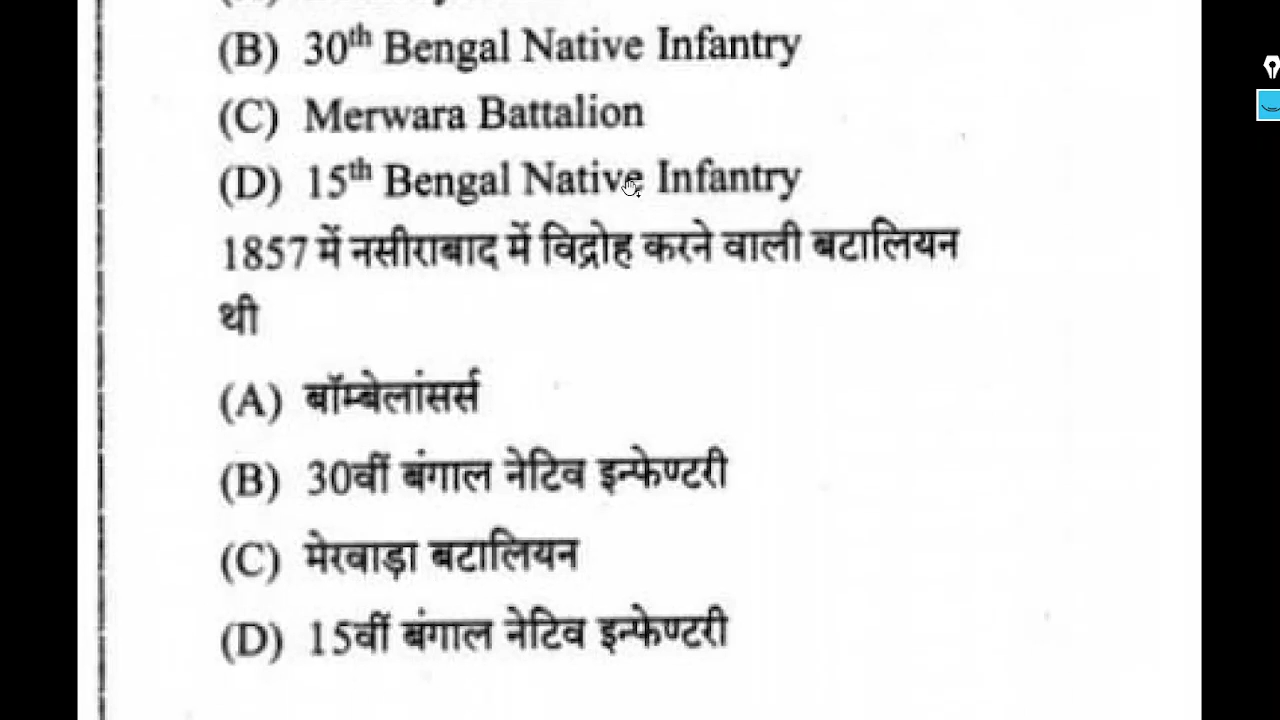 (B) 30th Bengal Native Infantry
(C) Merwara Battalion
(D) 15th Bengal Native Infantry
1857 में नसीराबाद में विद्रोह करने वाली बटालियन
थी
(A) बॉम्बेलांसर्स
(B) 30वीं बंगाल नेटिव इन्फेण्टरी
(C) मेरवाड़ा बटालियन
(D) 15वीं बंगाल नेटिव इन्फेण्टरी